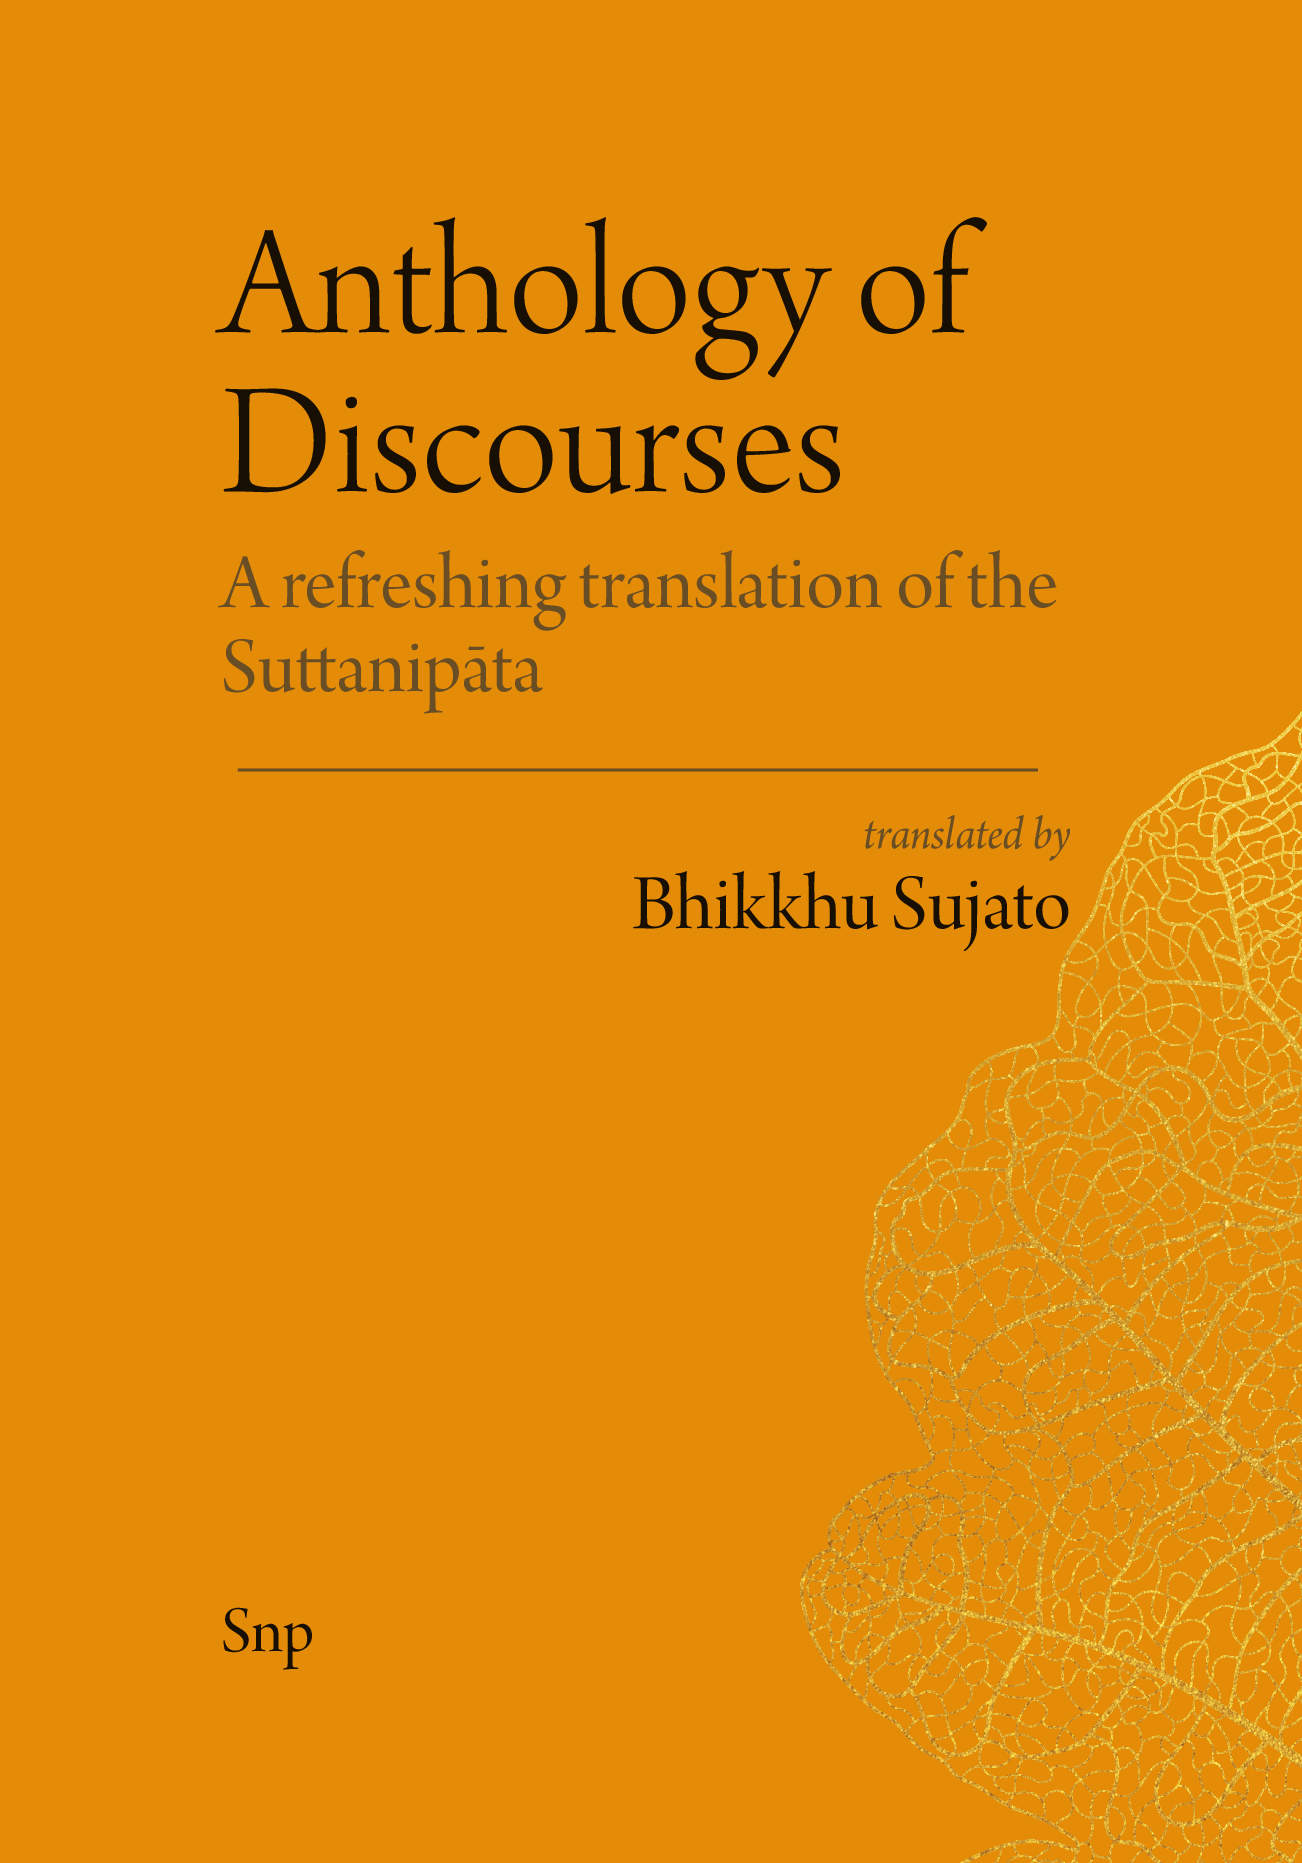 Anthology of
Discourses
A refreshing translation of the
Suttanipāta
translated by
Bhikkhu Sujato
Snp